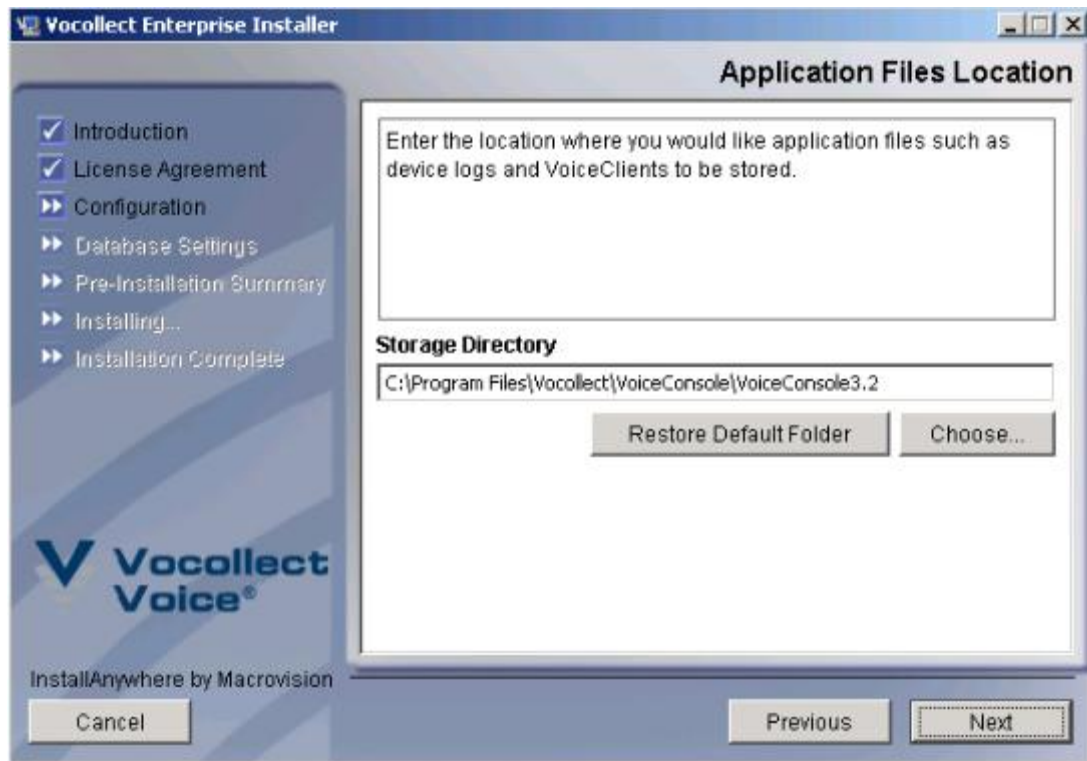 Vocollect Enterprise Installer
Application Files Location
Introduction
License Agreement
Configuration
Database Settings
Pre-Installation Summary
Installing...
Installation Complete
Enter the location where you would like application files such as
device logs and VoiceClients to be stored.
Storage Directory
C:\Program Files\Vocollect\VoiceConsole\VoiceConsole3.2
Restore Default Folder
Choose...
Vocollect
Voice®
InstallAnywhere by Macrovision
Cancel
Previous
Next